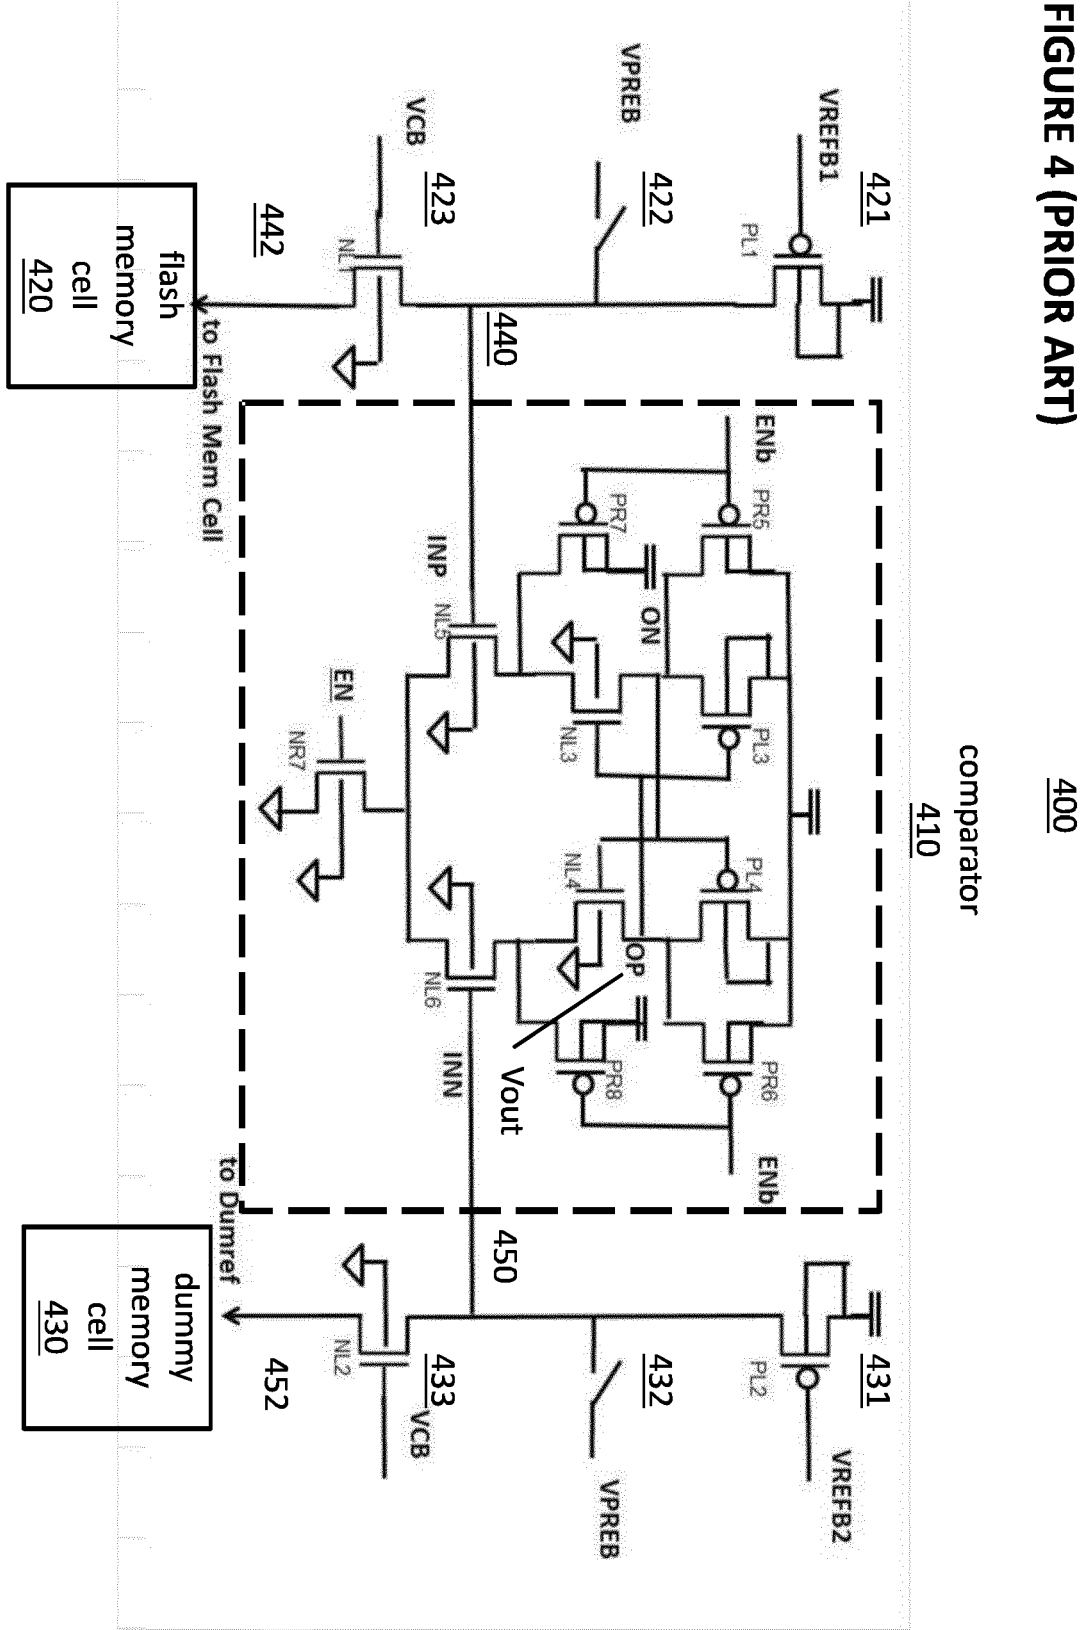 FIGURE 4 (PRIOR ART)
400
comparator
410
421
VREFB1
PL1
422
VPREB
423
VCB
NL1
440
442
flash
memory
cell
420
to Flash Mem Cell
ENb
PR5
PL3
PL4
PR6
ENb
PR7
ON
NL3
NL4
OP
PR8
Vout
INP
NL5
NL6
INN
EN
NR7
431
VREFB2
PL2
432
VPREB
433
VCB
NL2
450
452
to Dumref
dummy
memory
cell
430